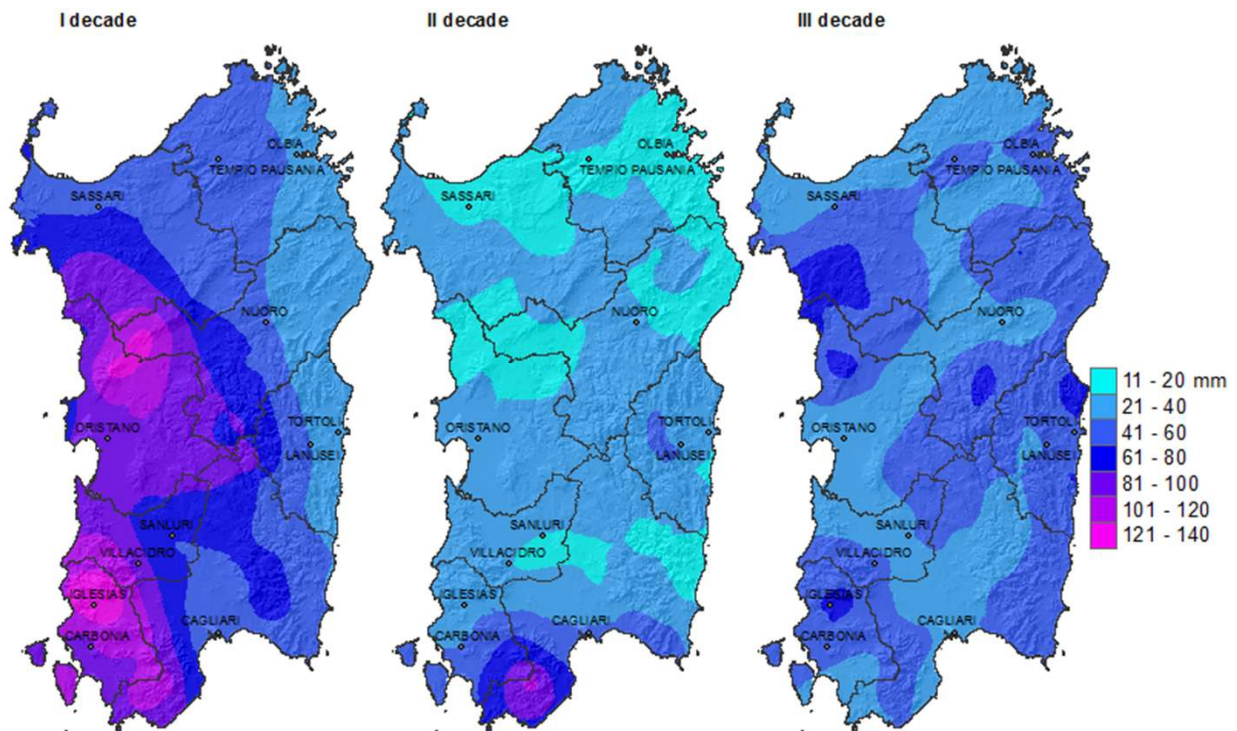 I decade
II decade
III decade
OLBIA
TEMPIO PAUSANIA
SASSARI
NUORO
ORISTANO
TORTOLI
LANUSEI
SANLURI
VILLACIDRO
IGLESIAS
CARBONIA
CAGLIARI
OLBIA
TEMPIO PAUSANIA
SASSARI
NUORO
ORISTANO
TORTOLI
LANUSEI
SANLURI
VILLACIDRO
IGLESIAS
CARBONIA
CAGLIARI
OLBIA
TEMPIO PAUSANIA
SASSARI
NUORO
ORISTANO
TORTOLI
LANUSEI
SANLURI
VILLACIDRO
IGLESIAS
CARBONIA
CAGLIARI
11 - 20 mm
21 - 40
41 - 60
61 - 80
81 - 100
101 - 120
121 - 140